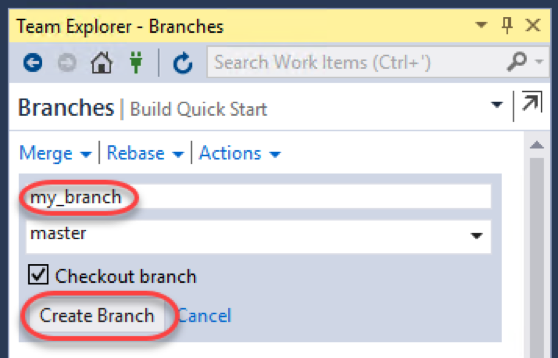 Team Explorer - Branches
Search Work Items (Ctrl+')
Branches | Build Quick Start
Merge Rebase Actions
my_branch
master
Checkout branch
Create Branch Cancel